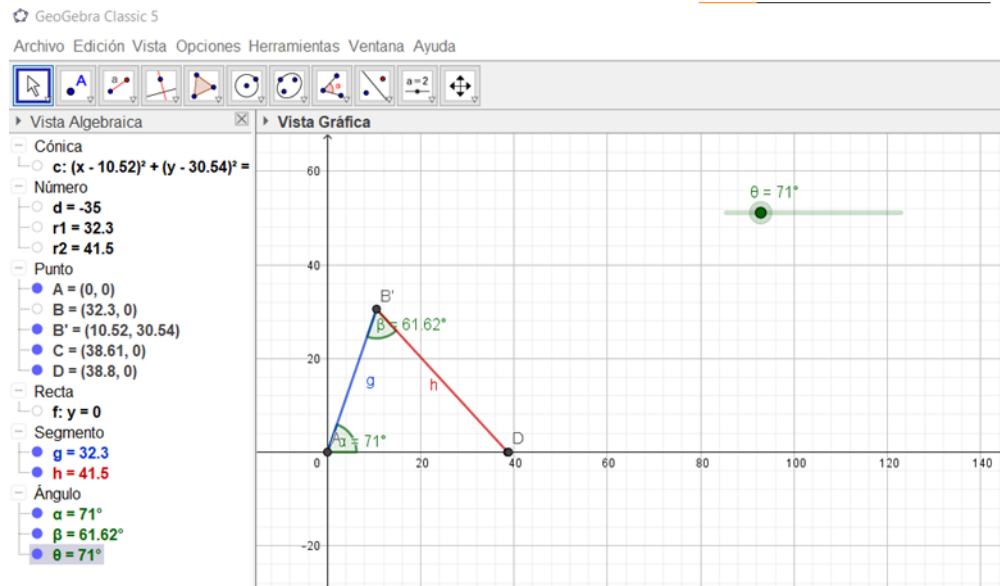 GeoGebra Classic 5
Archivo Edición Vista Opciones Herramientas Ventana Ayuda
A
a
α
a=2
Vista Algebraica
Cónica
c: (x - 10.52)² + (y - 30.54)² =
Número
d = -35
r1 = 32.3
r2 = 41.5
Punto
A = (0, 0)
B = (32.3, 0)
B' = (10.52, 30.54)
C = (38.61, 0)
D = (38.8, 0)
Recta
f: y = 0
Segmento
g = 32.3
h = 41.5
Ángulo
α = 71°
β = 61.62°
θ = 71°
Vista Gráfica
60
θ = 71°
40
B'
β = 61.62°
20
g
h
A
α = 71°
D
0 20 40 60 80 100 120 140
−20